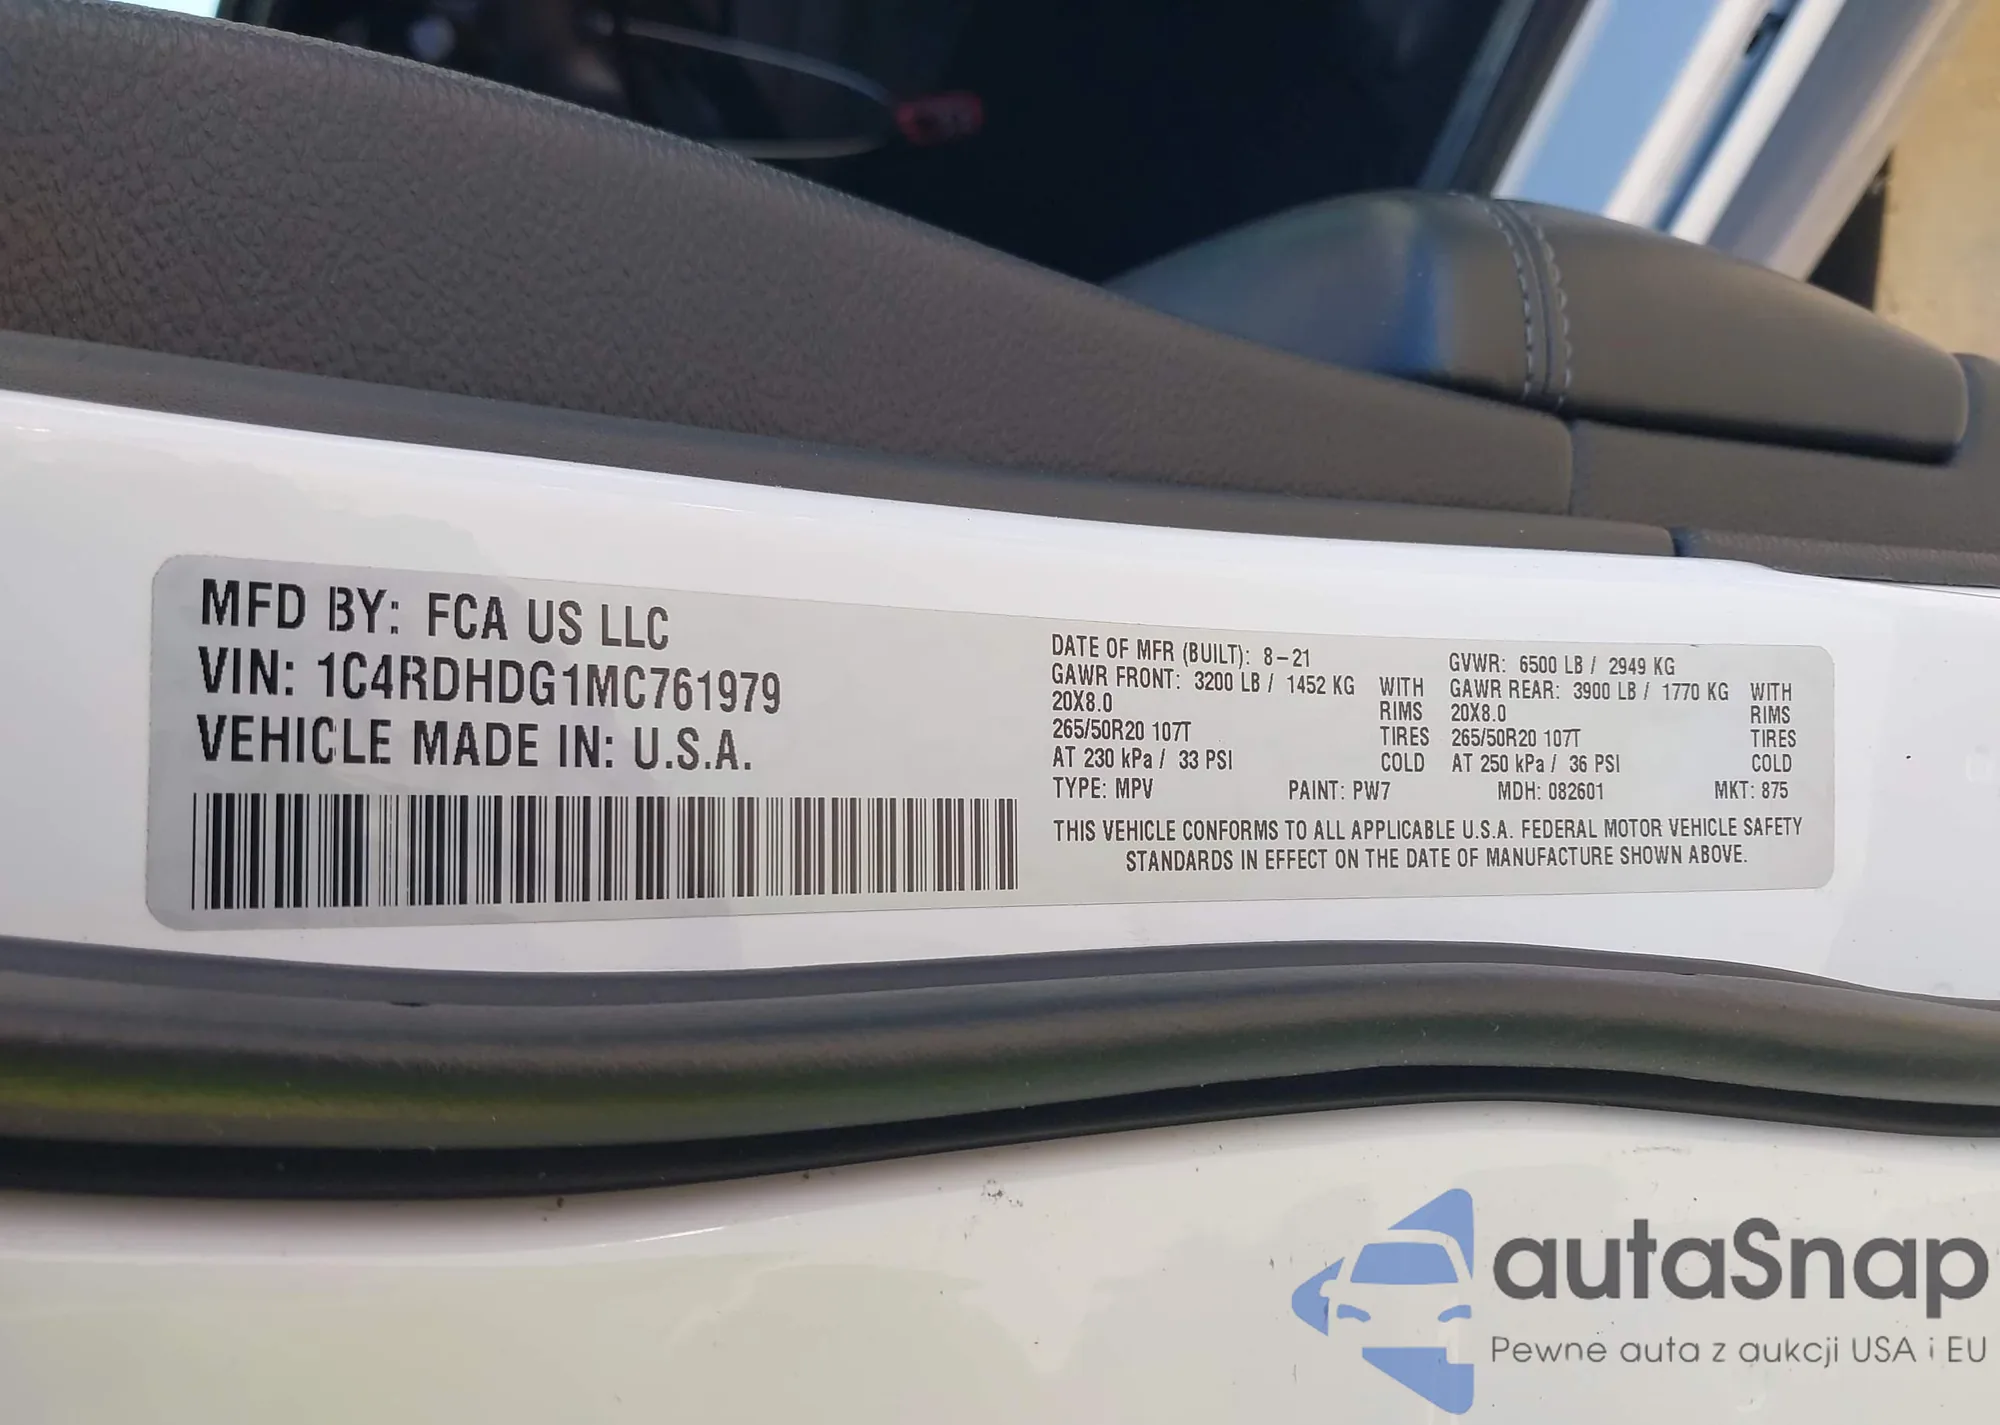 MFD BY: FCA US LLC
VIN: 1C4RDHDG1MC761979
VEHICLE MADE IN: U.S.A.
DATE OF MFR (BUILT): 8-21
GAWR FRONT: 3200 LB / 1452 KG WITH
20X8.0 RIMS
265/50R20 107T TIRES
AT 230 kPa / 33 PSI COLD
GVWR: 6500 LB / 2949 KG
GAWR REAR: 3900 LB / 1770 KG WITH
20X8.0 RIMS
265/50R20 107T TIRES
AT 250 kPa / 36 PSI COLD
TYPE: MPV PAINT: PW7 MDH: 082601 MKT: 875
THIS VEHICLE CONFORMS TO ALL APPLICABLE U.S.A. FEDERAL MOTOR VEHICLE SAFETY
STANDARDS IN EFFECT ON THE DATE OF MANUFACTURE SHOWN ABOVE.
autaSnap
Pewne auta z aukcji USA i EU